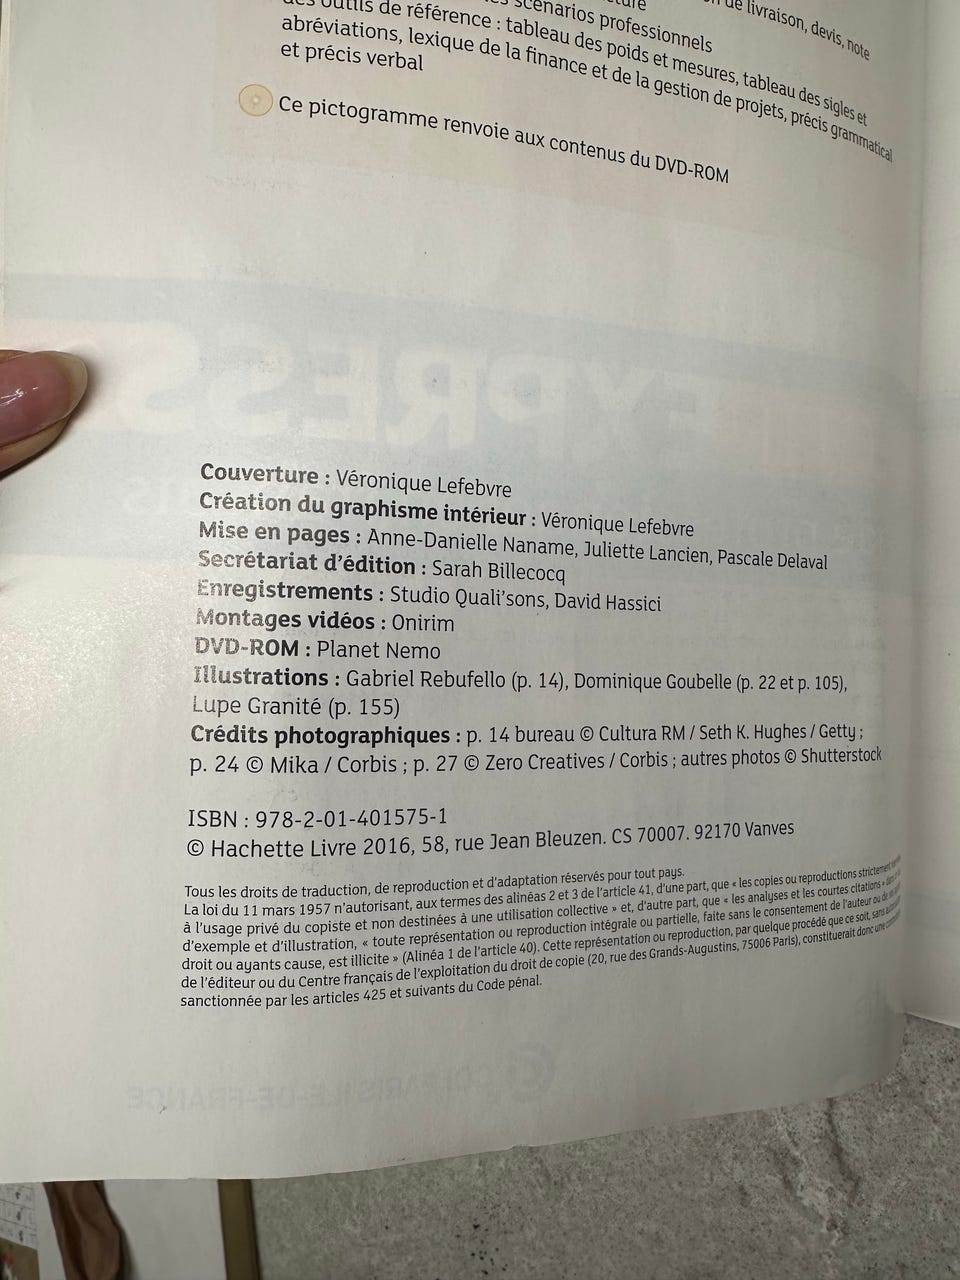 de livraison, devis, note
scénarios professionnels
des outils de référence : tableau des poids et mesures, tableau des sigles et
abréviations, lexique de la finance et de la gestion de projets, précis grammatical
et précis verbal
Ce pictogramme renvoie aux contenus du DVD-ROM
EXPRESS
Couverture : Véronique Lefebvre
Création du graphisme intérieur : Véronique Lefebvre
Mise en pages : Anne-Danielle Naname, Juliette Lancien, Pascale Delaval
Secrétariat d'édition : Sarah Billecocq
Enregistrements : Studio Quali'sons, David Hassici
Montages vidéos : Onirim
DVD-ROM : Planet Nemo
Illustrations : Gabriel Rebufello (p. 14), Dominique Goubelle (p. 22 et p. 105),
Lupe Granité (p. 155)
Crédits photographiques : p. 14 bureau © Cultura RM / Seth K. Hughes / Getty ;
p. 24 © Mika / Corbis ; p. 27 © Zero Creatives / Corbis ; autres photos © Shutterstock
ISBN : 978-2-01-401575-1
© Hachette Livre 2016, 58, rue Jean Bleuzen. CS 70007. 92170 Vanves
Tous les droits de traduction, de reproduction et d'adaptation réservés pour tout pays.
La loi du 11 mars 1957 n'autorisant, aux termes des alinéas 2 et 3 de l'article 41, d'une part, que « les copies ou reproductions strictement
à l'usage privé du copiste et non destinées à une utilisation collective » et, d'autre part, que « les analyses et les courtes citations »
d'exemple et d'illustration, « toute représentation ou reproduction intégrale ou partielle, faite sans le consentement de l'auteur ou de
droit ou ayants cause, est illicite » (Alinéa 1 de l'article 40). Cette représentation ou reproduction, par quelque procédé que ce soit, sans
de l'éditeur ou du Centre français de l'exploitation du droit de copie (20, rue des Grands-Augustins, 75006 Paris), constituerait donc une
sanctionnée par les articles 425 et suivants du Code pénal.
CCI PARIS ILE-DE-FRANCE